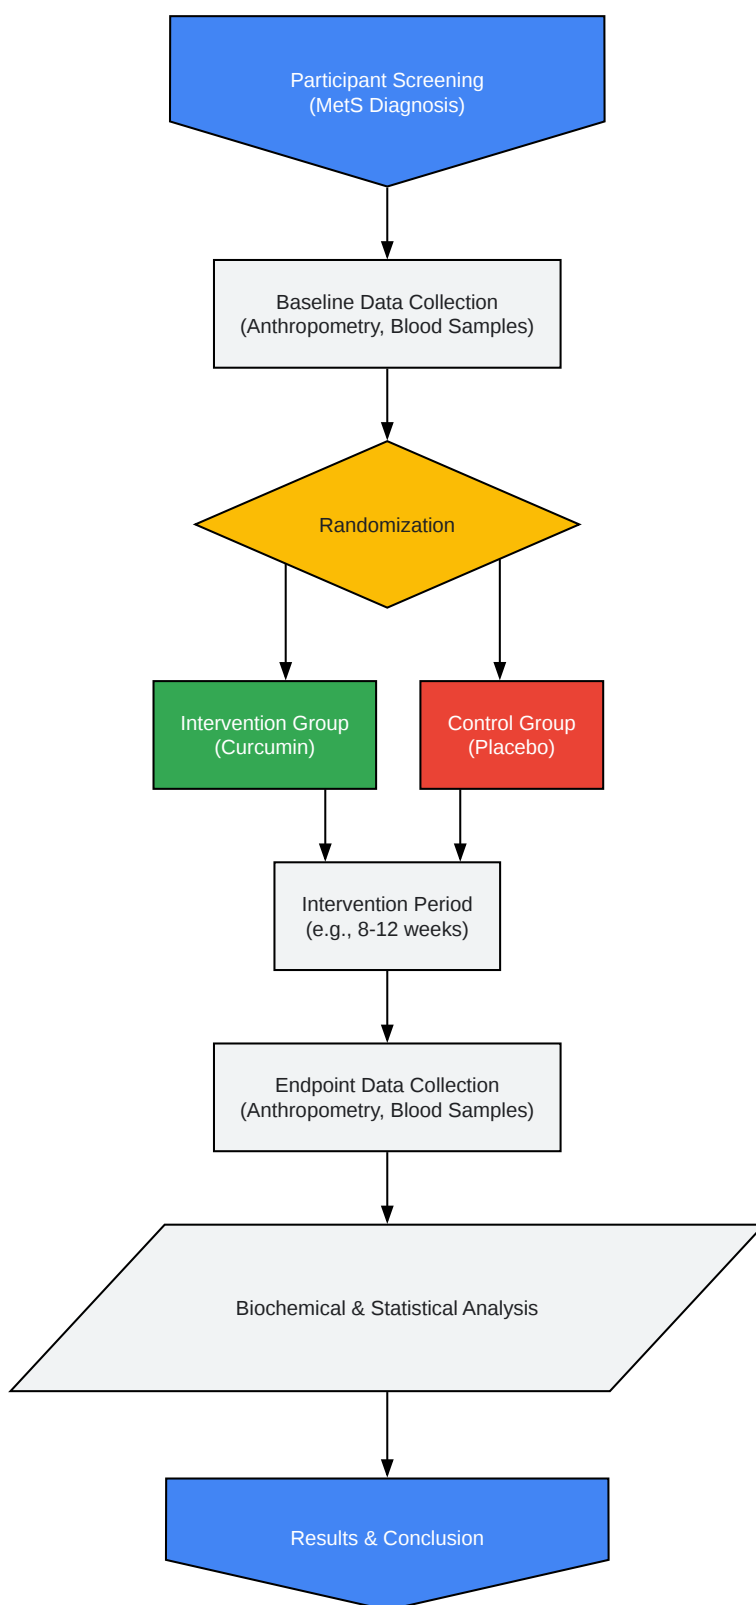 Participant Screening
(MetS Diagnosis)
Baseline Data Collection
(Anthropometry, Blood Samples)
Randomization
Intervention Group
(Curcumin)
Control Group
(Placebo)
Intervention Period
(e.g., 8-12 weeks)
Endpoint Data Collection
(Anthropometry, Blood Samples)
Biochemical & Statistical Analysis
Results & Conclusion